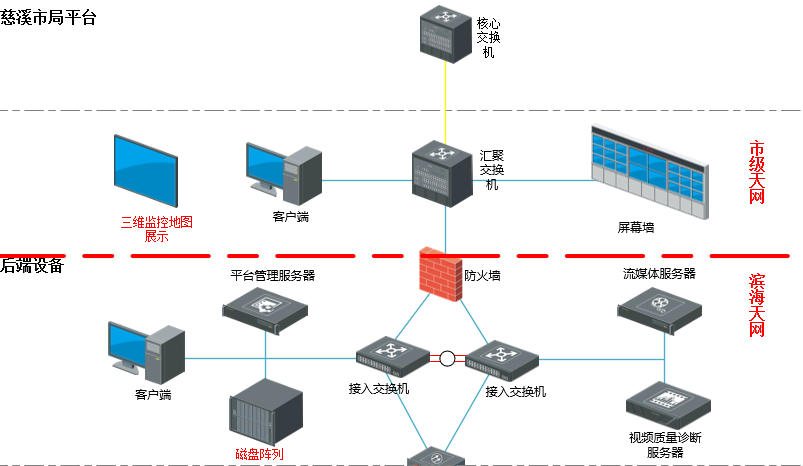 慈溪市局平台
核心
交换
机
汇聚
交换
机
市级天网
三维监控地图
展示
客户端
屏幕墙
后端设备
平台管理服务器
防火墙
流媒体服务器
滨海天网
客户端
接入交换机
接入交换机
磁盘阵列
视频质量诊断
服务器